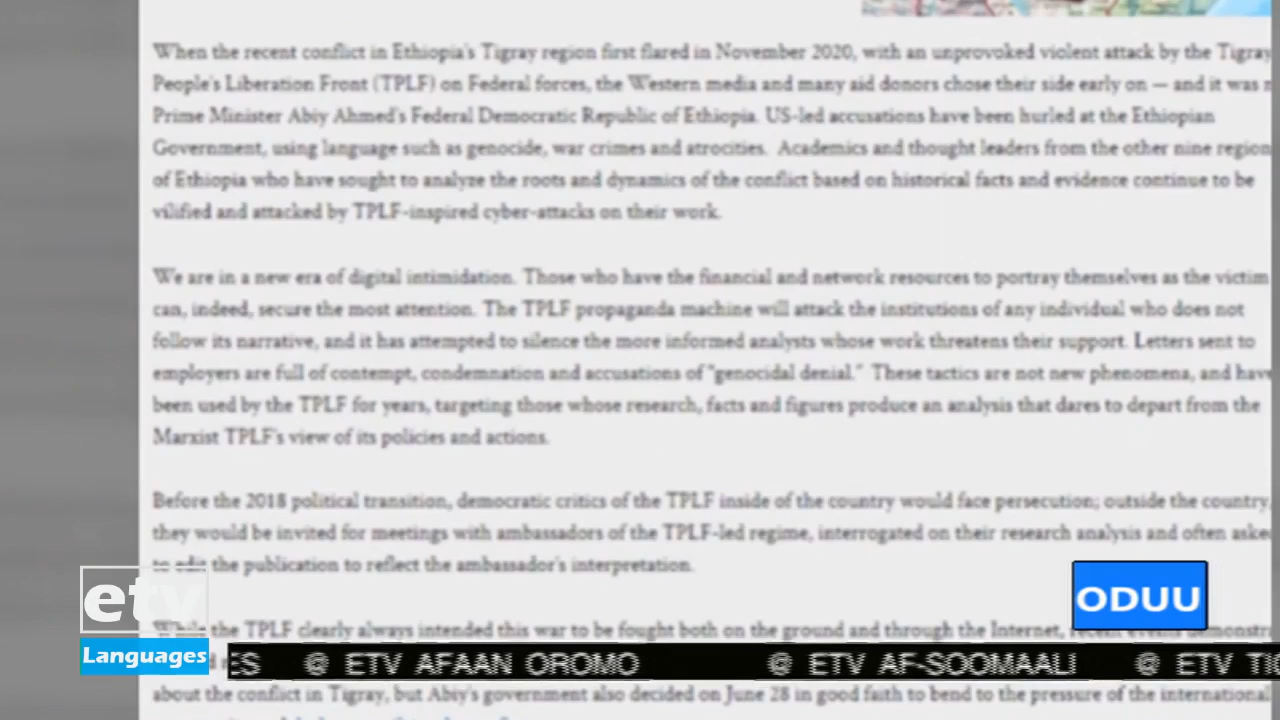 When the recent conflict in Ethiopia's Tigray region first flared in November 2020, with an unprovoked violent attack by the Tigray
People's Liberation Front (TPLF) on Federal forces, the Western media and many aid donors chose their side early on — and it was
Prime Minister Abiy Ahmed's Federal Democratic Republic of Ethiopia. US-led accusations have been hurled at the Ethiopian
Government, using language such as genocide, war crimes and atrocities. Academics and thought leaders from the other nine region
of Ethiopia who have sought to analyze the roots and dynamics of the conflict based on historical facts and evidence continue to be
vilified and attacked by TPLF-inspired cyber-attacks on their work.
We are in a new era of digital intimidation. Those who have the financial and network resources to portray themselves as the victim
can, indeed, secure the most attention. The TPLF propaganda machine will attack the institutions of any individual who does not
follow its narrative, and it has attempted to silence the more informed analysts whose work threatens their support. Letters sent to
employers are full of contempt, condemnation and accusations of "genocidal denial." These tactics are not new phenomena, and have
been used by the TPLF for years, targeting those whose research, facts and figures produce an analysis that dares to depart from the
Marxist TPLF's view of its policies and actions.
Before the 2018 political transition, democratic critics of the TPLF inside of the country would face persecution; outside the country,
they would be invited for meetings with ambassadors of the TPLF-led regime, interrogated on their research analysis and often asked
to edit the publication to reflect the ambassador's interpretation.
While the TPLF clearly always intended this war to be fought both on the ground and through the Internet, recent events
about the conflict in Tigray, but Abiy's government also decided on June 28 in good faith to bend to the pressure of the international
etv
Languages
ODUU
ES @ ETV AFAAN OROMO @ ETV AF-SOOMAALI @ ETV